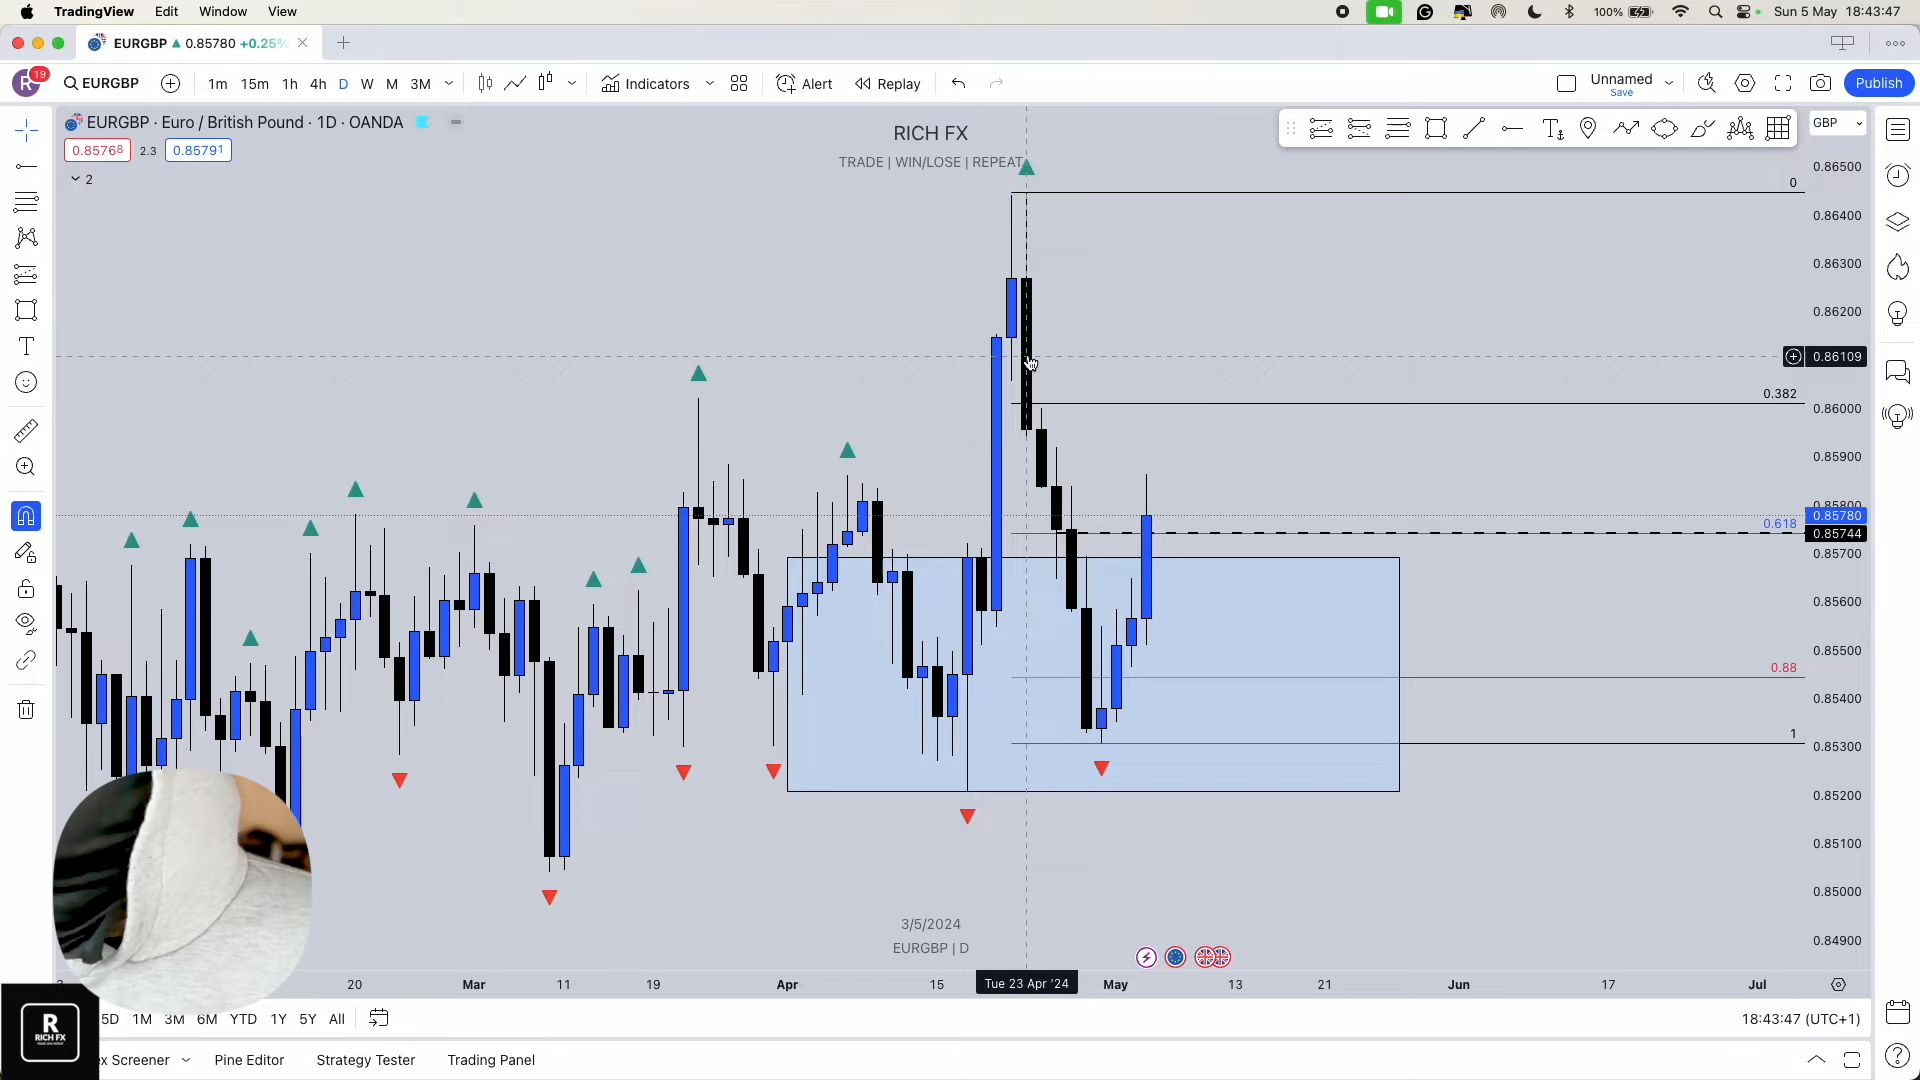 TradingView Edit Window View 100% Sun 5 May 18:43:47
EURGBP 0.85780 +0.25%
R 19 EURGBP 1m 15m 1h 4h D W M 3M Indicators Alert Replay Unnamed Save Publish
EURGBP · Euro / British Pound · 1D · OANDA
GBP
0.85768 2.3 0.85791
2
RICH FX
TRADE | WIN/LOSE | REPEAT
0.86500
0
0.86400
0.86300
0.86200
0.86109
0.382
0.86000
0.85900
0.85800
0.85780
0.618
0.85744
0.85700
0.85600
0.85500
0.88
0.85400
1
0.85300
0.85200
0.85100
0.85000
0.84900
3/5/2024
EURGBP | D
20 Mar 11 19 Apr 15 Tue 23 Apr '24 May 13 21 Jun 17 Jul
5D 1M 3M 6M YTD 1Y 5Y All 18:43:47 (UTC+1)
R
RICH FX
ex Screener Pine Editor Strategy Tester Trading Panel